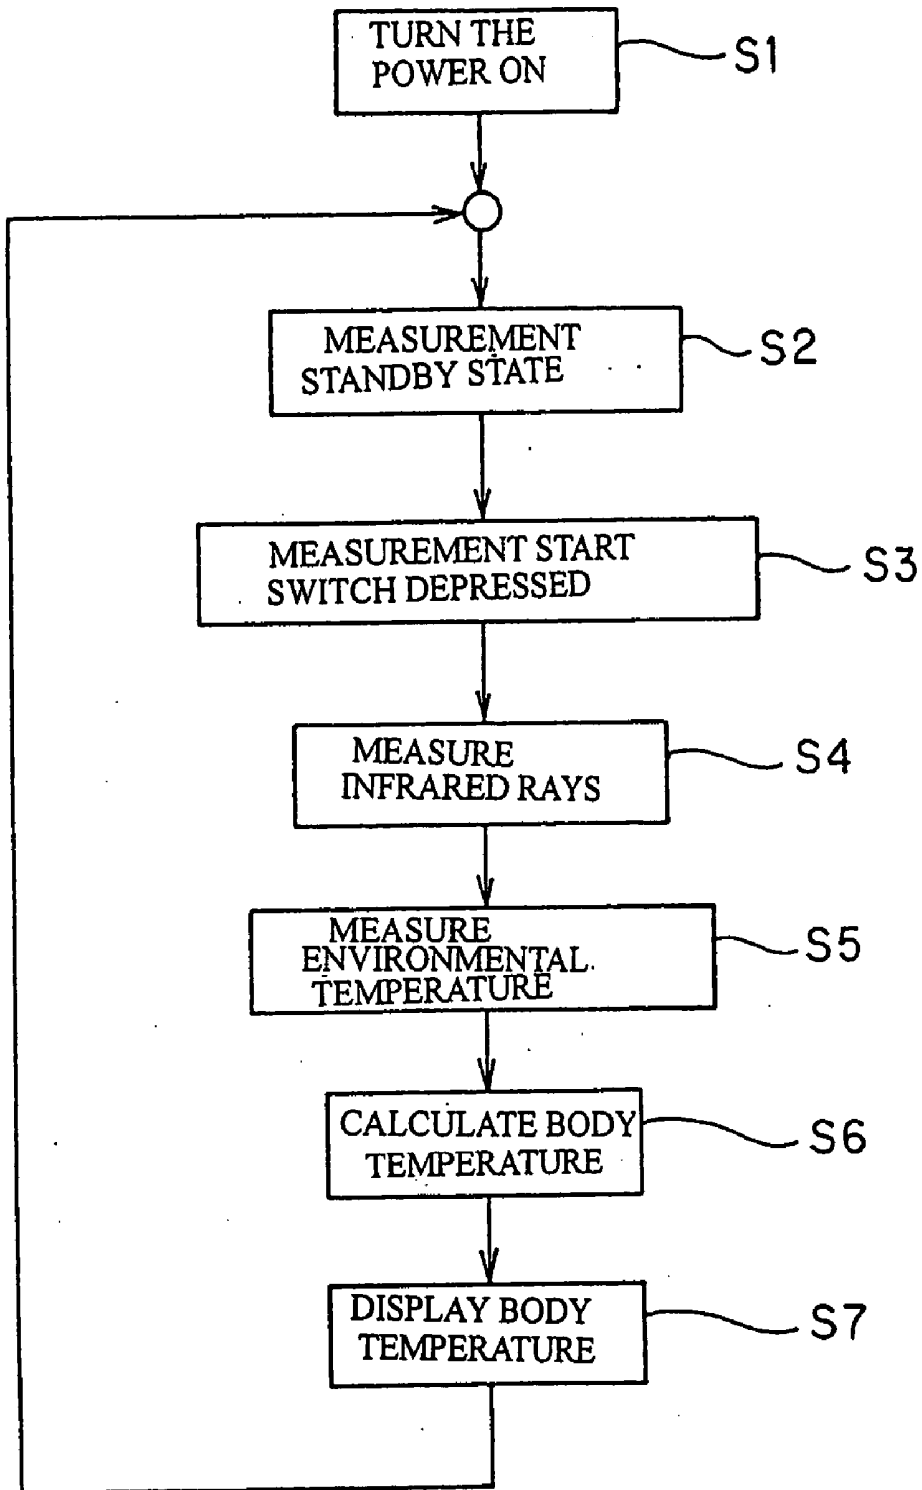 TURN THE
POWER ON
S1
MEASUREMENT
STANDBY STATE
S2
MEASUREMENT START
SWITCH DEPRESSED
S3
MEASURE
INFRARED RAYS
S4
MEASURE
ENVIRONMENTAL
TEMPERATURE
S5
CALCULATE BODY
TEMPERATURE
S6
DISPLAY BODY
TEMPERATURE
S7